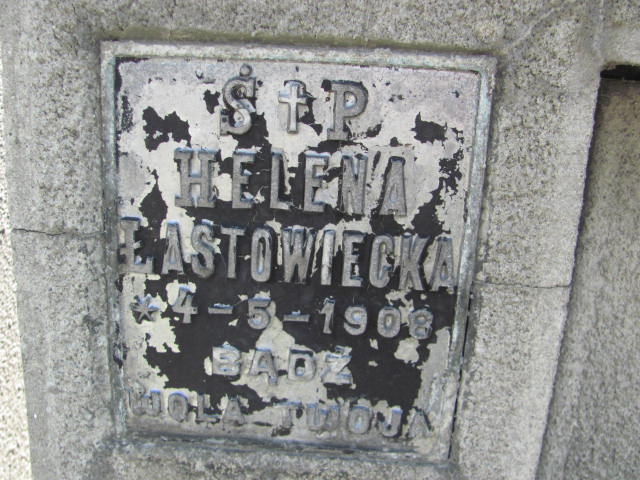 Ś † P
HELENA
ŁASTOWIECKA
* 4-5-1908
BĄDŹ
WOLA TWOJA